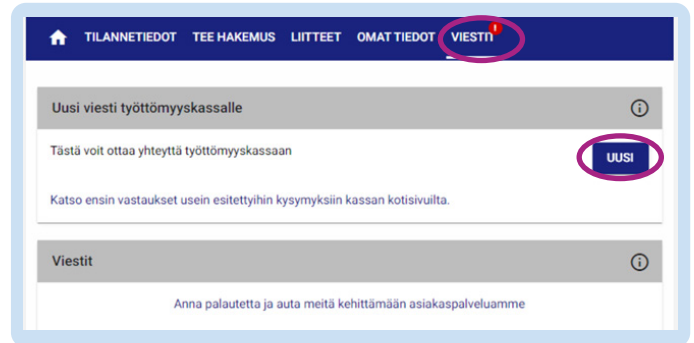 TILANNETIEDOT TEE HAKEMUS LIITTEET OMAT TIEDOT VIESTIT
Uusi viesti työttömyyskassalle
Tästä voit ottaa yhteyttä työttömyyskassaan
UUSI
Katso ensin vastaukset usein esitettyihin kysymyksiin kassan kotisivuilta.
Viestit
Anna palautetta ja auta meitä kehittämään asiakaspalveluamme